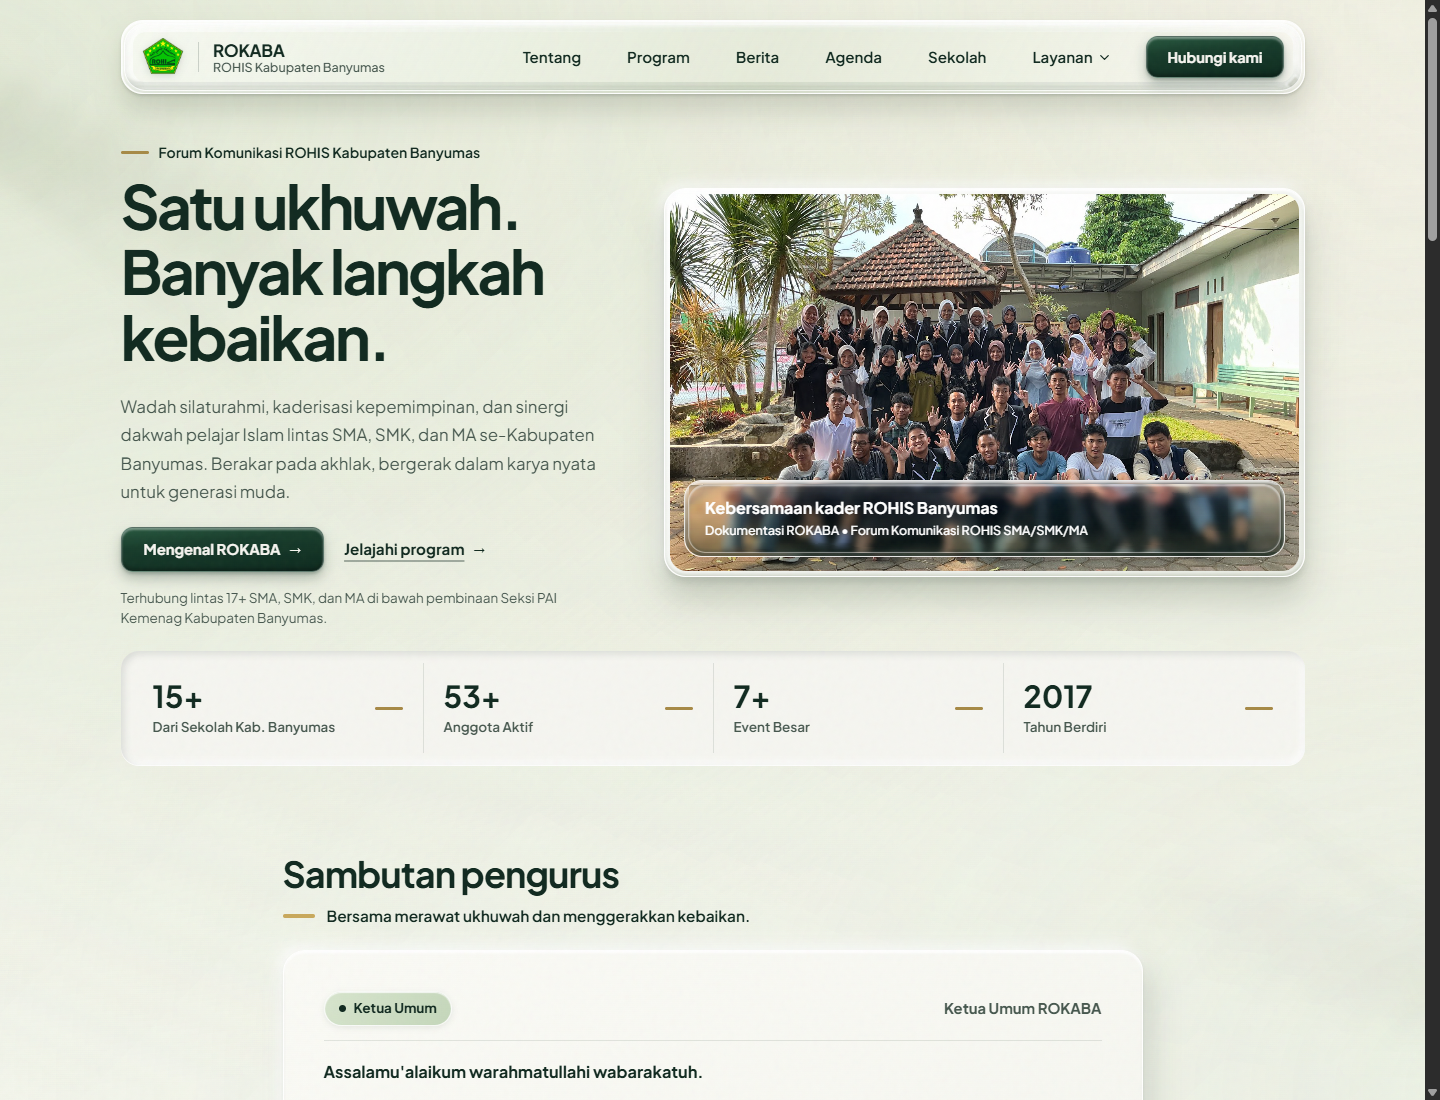 ROKABA
ROHIS Kabupaten Banyumas
Tentang
Program
Berita
Agenda
Sekolah
Layanan
Hubungi kami
Forum Komunikasi ROHIS Kabupaten Banyumas
Satu ukhuwah.
Banyak langkah
kebaikan.
Wadah silaturahmi, kaderisasi kepemimpinan, dan sinergi
dakwah pelajar Islam lintas SMA, SMK, dan MA se-Kabupaten
Banyumas. Berakar pada akhlak, bergerak dalam karya nyata
untuk generasi muda.
Mengenal ROKABA →
Jelajahi program →
Terhubung lintas 17+ SMA, SMK, dan MA di bawah pembinaan Seksi PAI
Kemenag Kabupaten Banyumas.
Kebersamaan kader ROHIS Banyumas
Dokumentasi ROKABA • Forum Komunikasi ROHIS SMA/SMK/MA
15+
Dari Sekolah Kab. Banyumas
53+
Anggota Aktif
7+
Event Besar
2017
Tahun Berdiri
Sambutan pengurus
Bersama merawat ukhuwah dan menggerakkan kebaikan.
Ketua Umum
Ketua Umum ROKABA
Assalamu'alaikum warahmatullahi wabarakatuh.